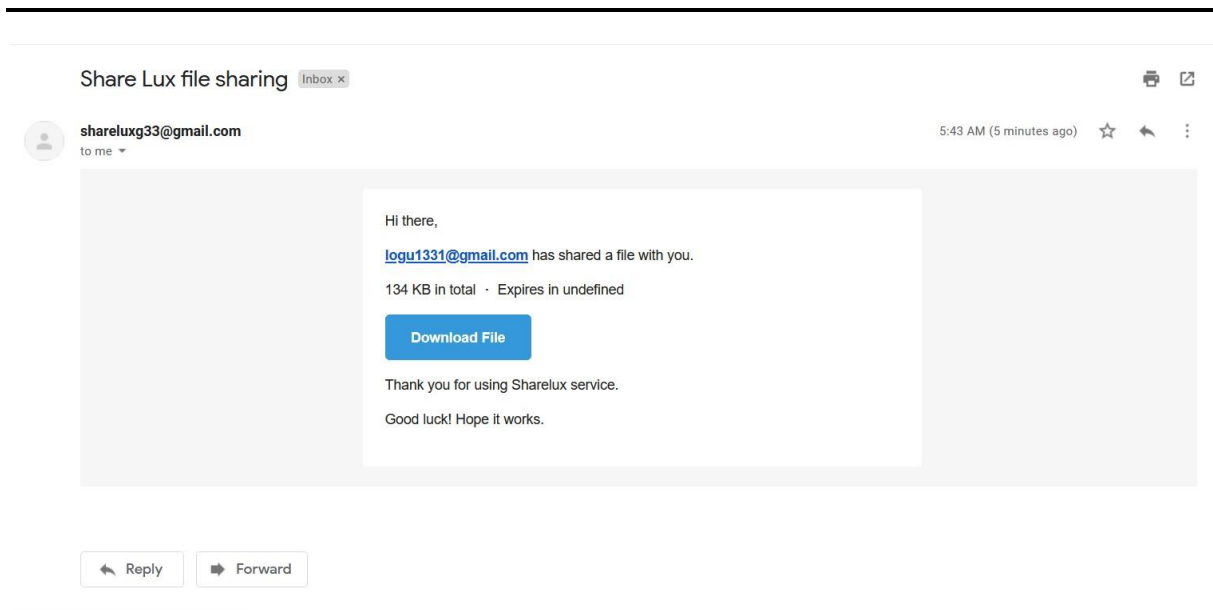 Share Lux file sharing Inbox ×
shareluxg33@gmail.com 5:43 AM (5 minutes ago)
to me
Hi there,
logu1331@gmail.com has shared a file with you.
134 KB in total · Expires in undefined
Download File
Thank you for using Sharelux service.
Good luck! Hope it works.
Reply Forward